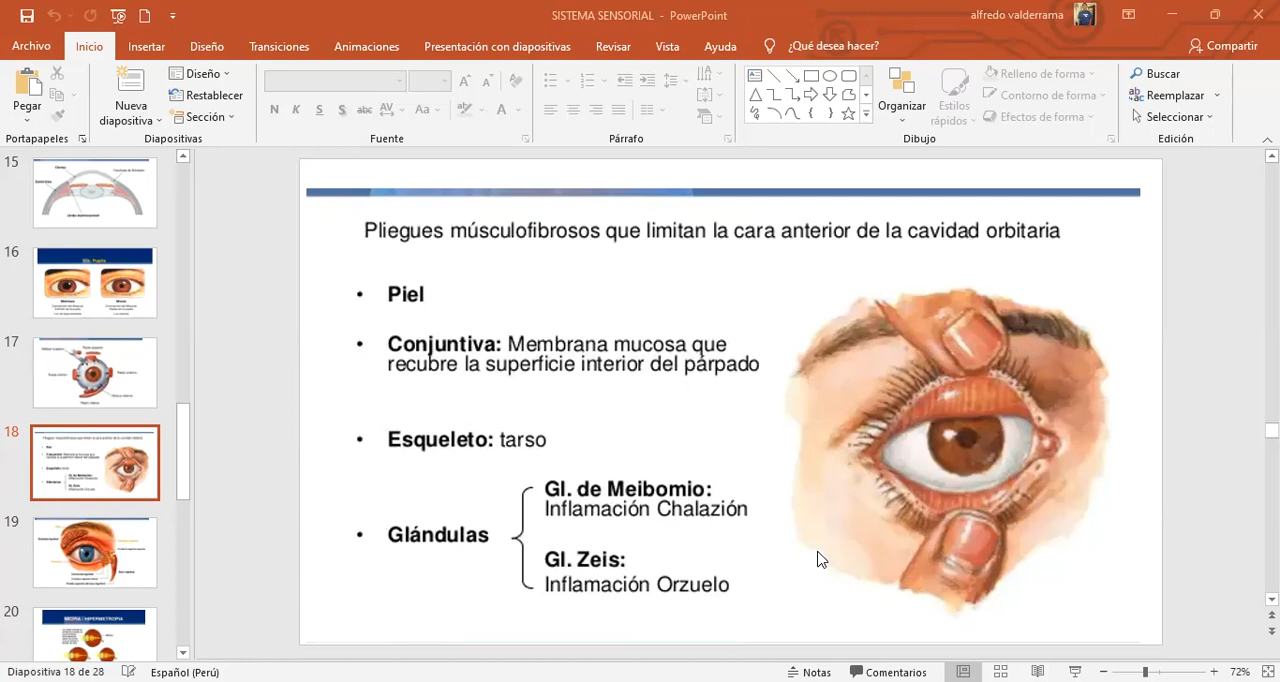 SISTEMA SENSORIAL - PowerPoint
alfredo valderrama
Archivo Inicio Insertar Diseño Transiciones Animaciones Presentación con diapositivas Revisar Vista Ayuda ¿Qué desea hacer? Compartir
Pegar
Nueva
diapositiva
Diseño
Restablecer
Sección
N K S S abc AV Aa A
Organizar
Estilos
rápidos
Relleno de forma
Contorno de forma
Efectos de forma
Buscar
Reemplazar
Seleccionar
Portapapeles Diapositivas Fuente Párrafo Dibujo Edición
15
16
17
18
19
20
MIOPIA / HIPERMETROPIA
Pliegues músculofibrosos que limitan la cara anterior de la cavidad orbitaria
• Piel
• Conjuntiva: Membrana mucosa que
recubre la superficie interior del párpado
• Esqueleto: tarso
• Glándulas
Gl. de Meibomio:
Inflamación Chalazión
Gl. Zeis:
Inflamación Orzuelo
Diapositiva 18 de 28 Español (Perú) Notas Comentarios 72%